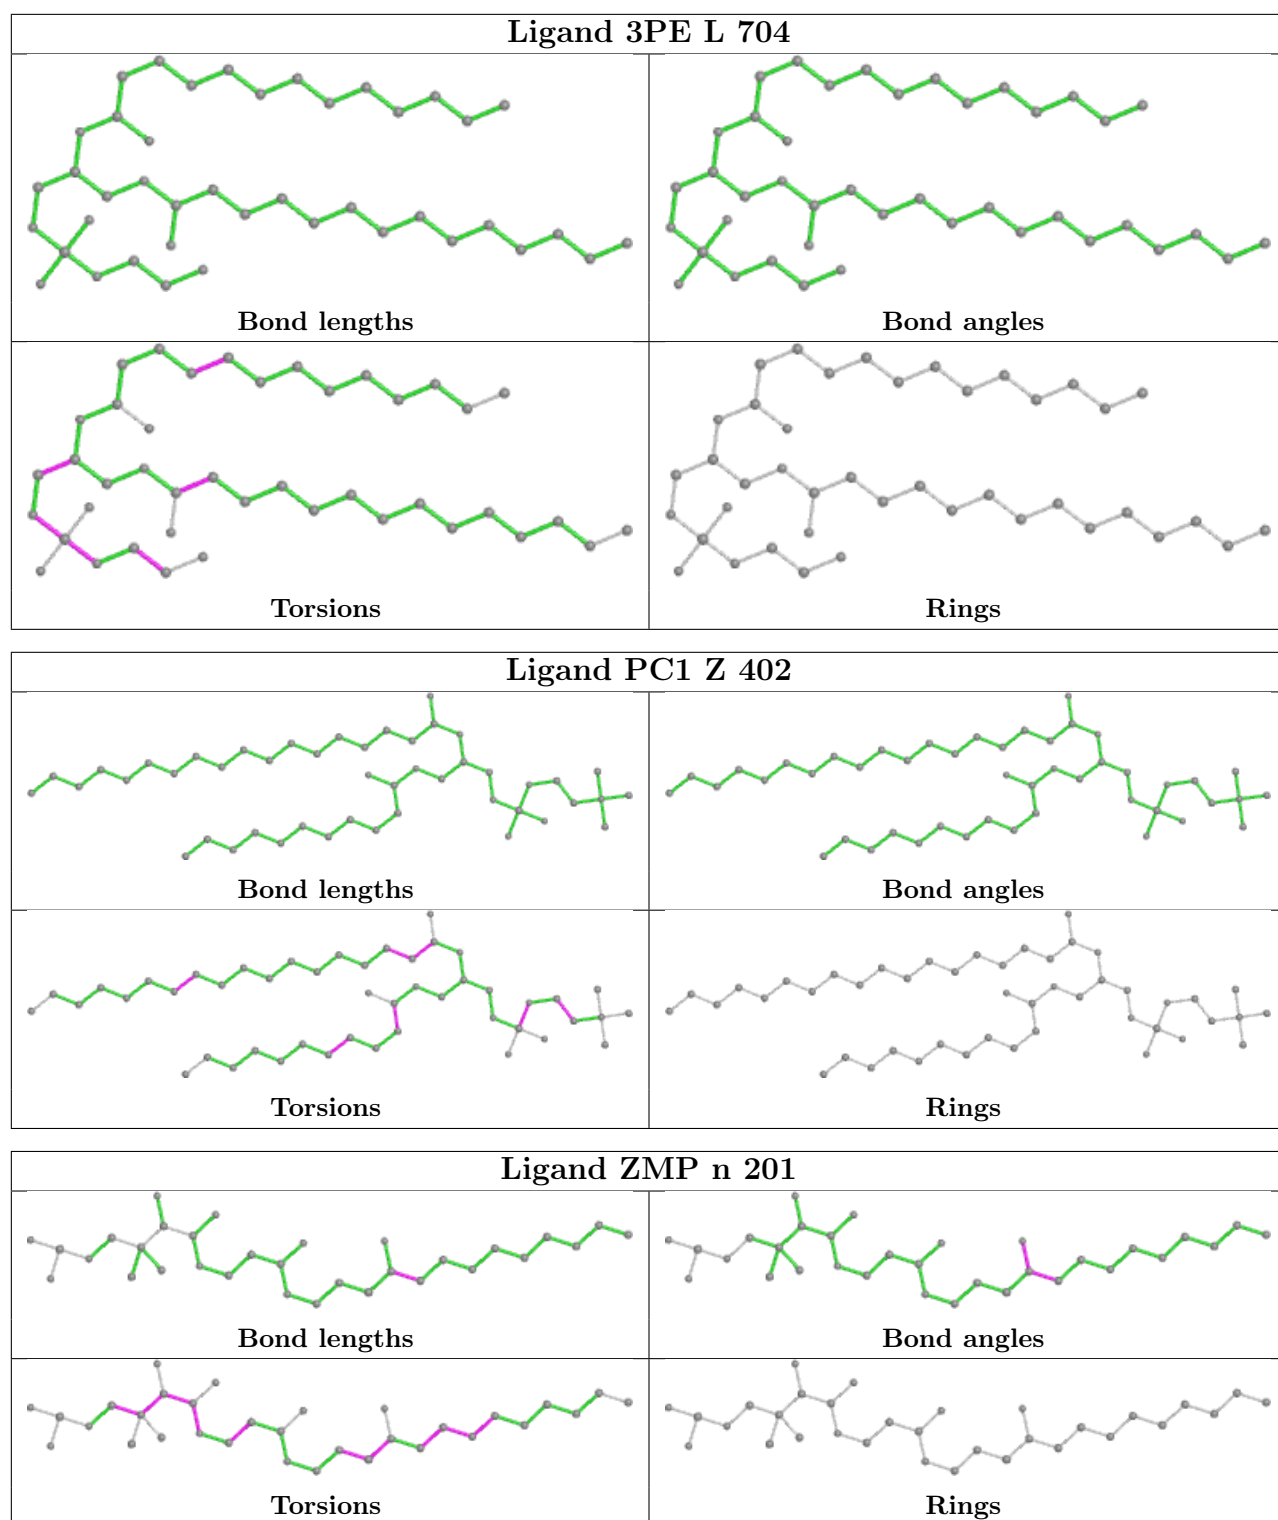 Ligand 3PE L 704
Bond lengths
Bond angles
Torsions
Rings
Ligand PC1 Z 402
Bond lengths
Bond angles
Torsions
Rings
Ligand ZMP n 201
Bond lengths
Bond angles
Torsions
Rings